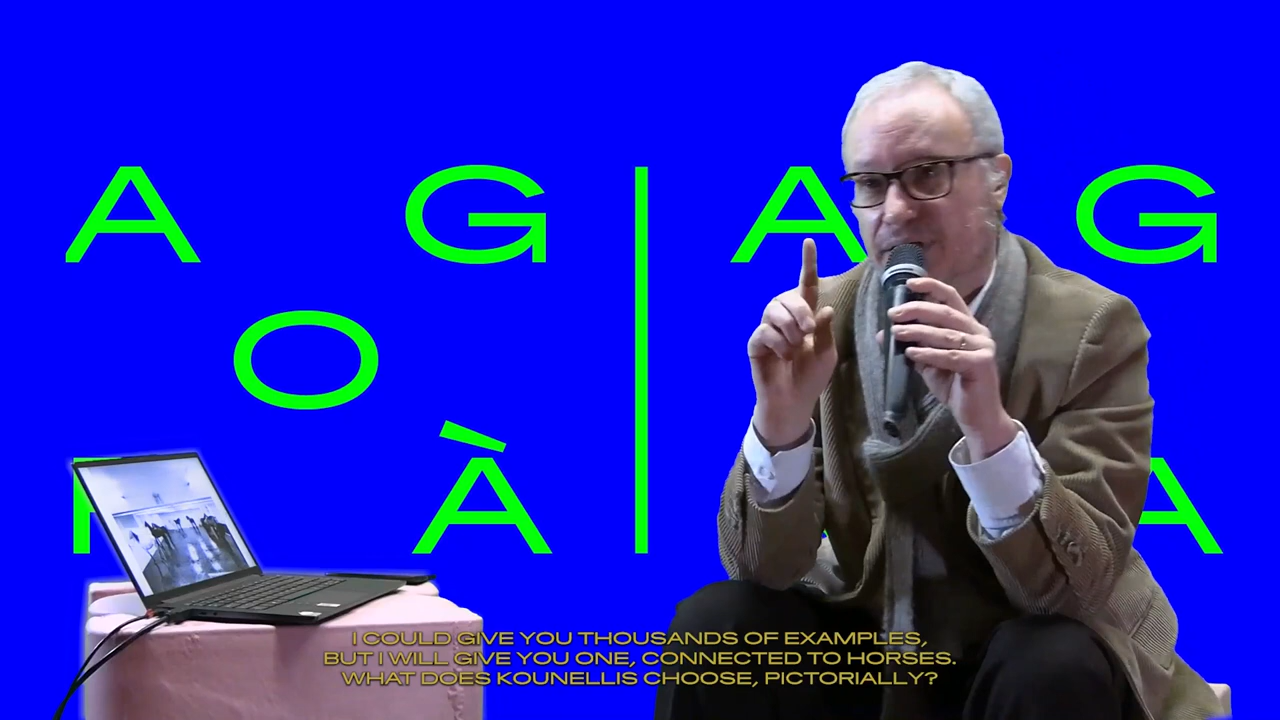 A G | A G
O
À A
I COULD GIVE YOU THOUSANDS OF EXAMPLES,
BUT I WILL GIVE YOU ONE, CONNECTED TO HORSES.
WHAT DOES KOUNELLIS CHOOSE, PICTORIALLY?